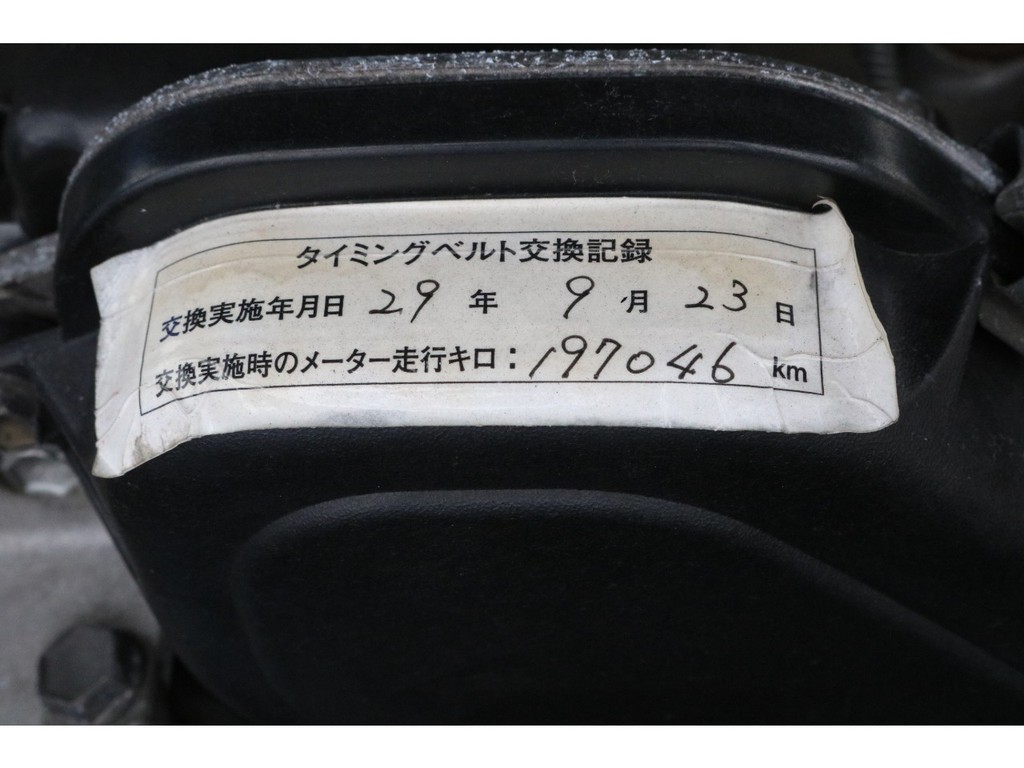 タイミングベルト交換記録
交換実施年月日 29 年 9 月 23 日
交換実施時のメーター走行キロ：197046 km